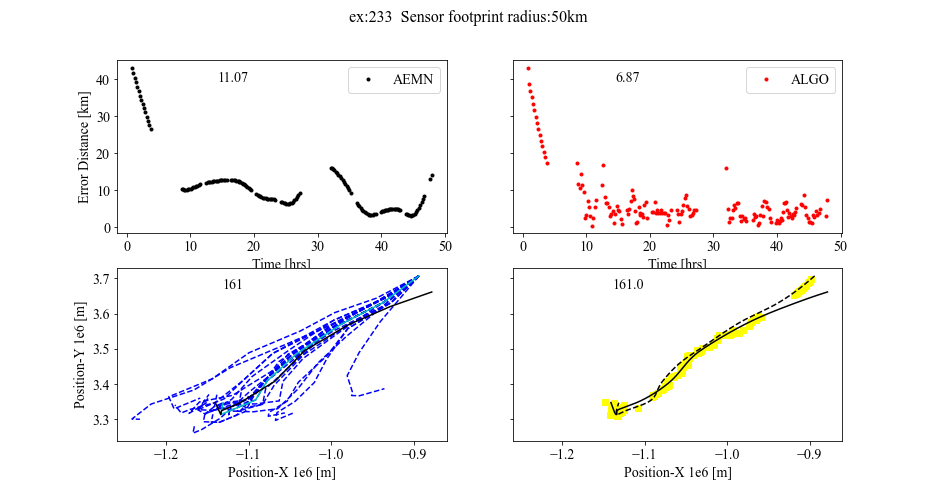 ex:233 Sensor footprint radius:50km
11.07
AEMN
6.87
ALGO
Error Distance [km]
40
30
20
10
0
0 10 20 30 40 50
Time [hrs]
0 10 20 30 40 50
Time [hrs]
161
161.0
Position-Y 1e6 [m]
3.7
3.6
3.5
3.4
3.3
−1.2 −1.1 −1.0 −0.9
Position-X 1e6 [m]
−1.2 −1.1 −1.0 −0.9
Position-X 1e6 [m]